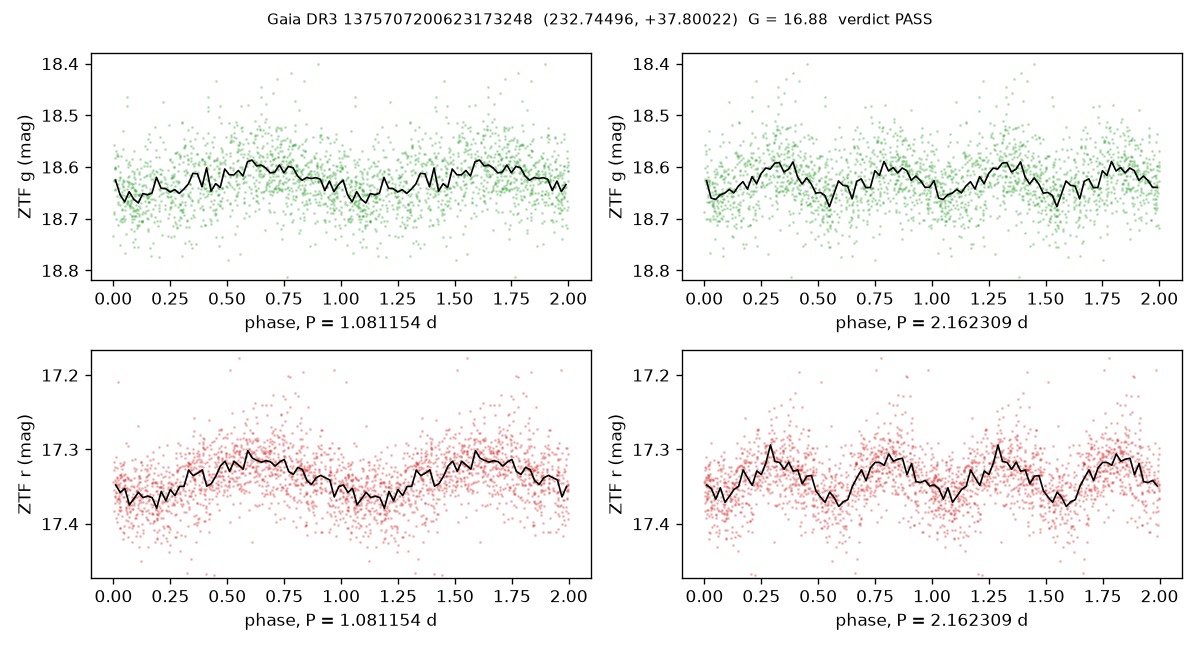 Gaia DR3 1375707200623173248 (232.74496, +37.80022) G = 16.88 verdict PASS
ZTF g (mag)
18.4
18.5
18.6
18.7
18.8
0.00 0.25 0.50 0.75 1.00 1.25 1.50 1.75 2.00
phase, P = 1.081154 d
18.4
18.5
18.6
18.7
18.8
ZTF g (mag)
0.00 0.25 0.50 0.75 1.00 1.25 1.50 1.75 2.00
phase, P = 2.162309 d
ZTF r (mag)
17.2
17.3
17.4
0.00 0.25 0.50 0.75 1.00 1.25 1.50 1.75 2.00
phase, P = 1.081154 d
ZTF r (mag)
17.2
17.3
17.4
0.00 0.25 0.50 0.75 1.00 1.25 1.50 1.75 2.00
phase, P = 2.162309 d